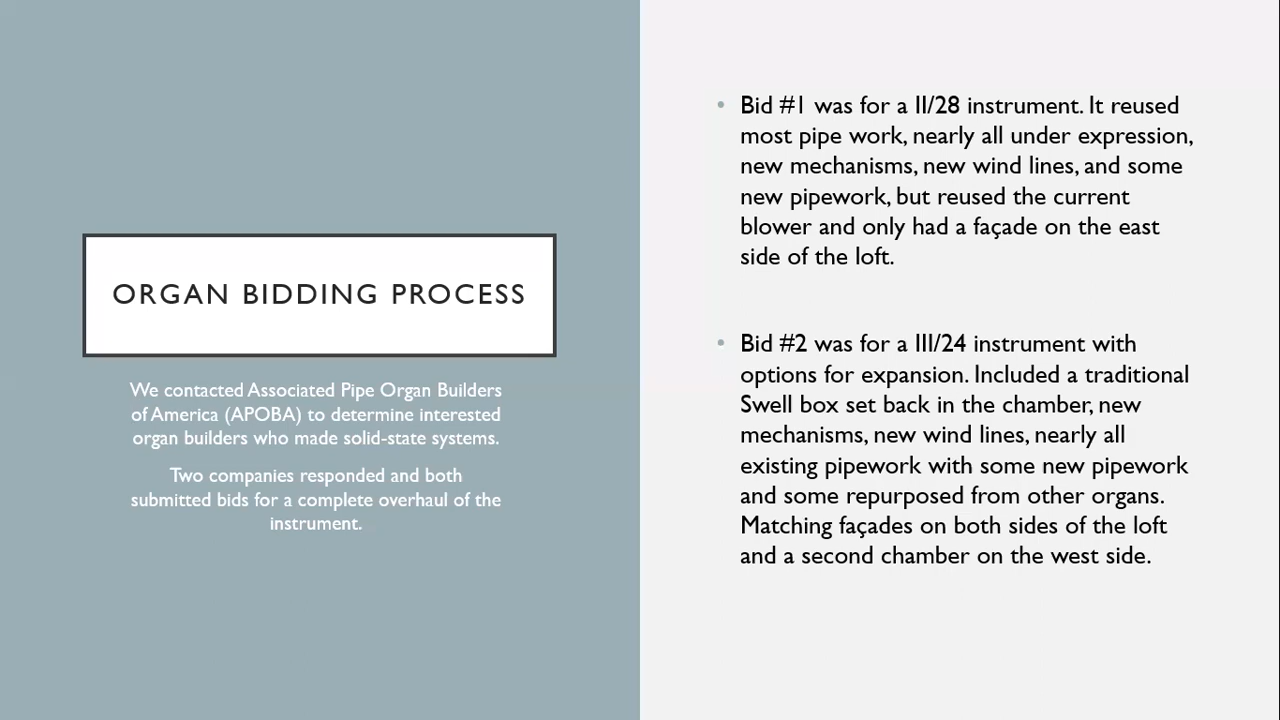 ORGAN BIDDING PROCESS
We contacted Associated Pipe Organ Builders
of America (APOBA) to determine interested
organ builders who made solid-state systems.
Two companies responded and both
submitted bids for a complete overhaul of the
instrument.
• Bid #1 was for a II/28 instrument. It reused
most pipe work, nearly all under expression,
new mechanisms, new wind lines, and some
new pipework, but reused the current
blower and only had a façade on the east
side of the loft.
• Bid #2 was for a III/24 instrument with
options for expansion. Included a traditional
Swell box set back in the chamber, new
mechanisms, new wind lines, nearly all
existing pipework with some new pipework
and some repurposed from other organs.
Matching façades on both sides of the loft
and a second chamber on the west side.